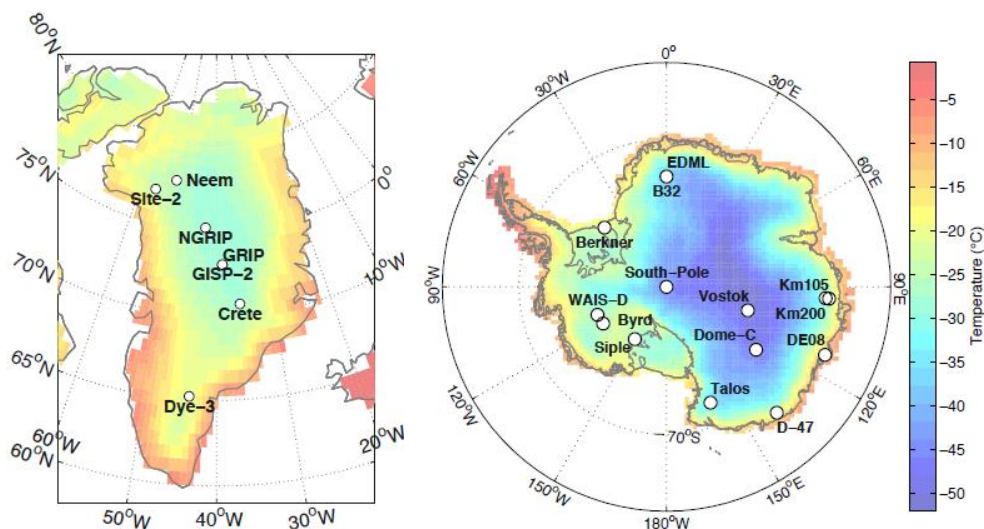 80°N
75°N
70°N
65°N
60°N
60°W
50°W
40°W
30°W
20°W
10°W
0°
Neem
Site-2
NGRIP
GRIP
GISP-2
Crete
Dye-3
0°
30°W
30°E
60°W
60°E
90°W
90°E
120°W
120°E
150°W
150°E
180°W
-70°S
EDML
B32
Berkner
South-Pole
WAIS-D
Byrd
Siple
Vostok
Dome-C
Km105
Km200
DE08
Talos
D-47
-5
-10
-15
-20
-25
-30
-35
-40
-45
-50
Temperature (°C)